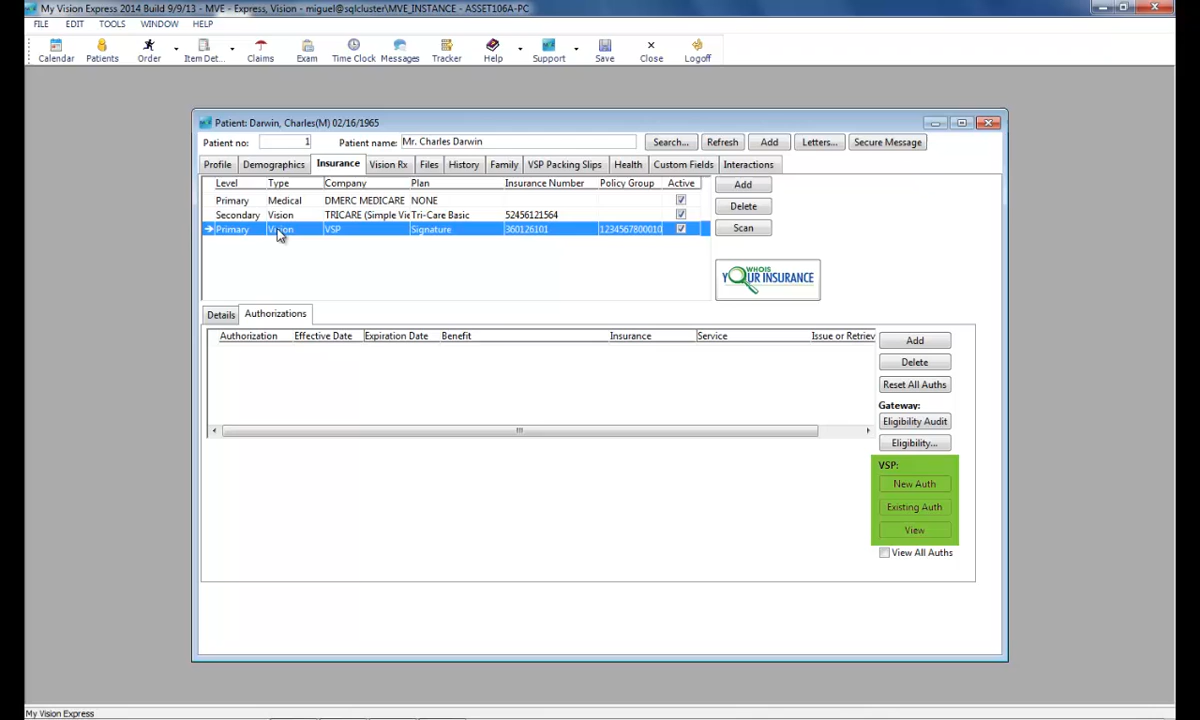 My Vision Express 2014 Build 9/9/13 - MVE - Express, Vision - miguel@sqlcluster\MVE_INSTANCE - ASSET106A-PC
FILE EDIT TOOLS WINDOW HELP
Calendar Patients Order Item Det... Claims Exam Time Clock Messages Tracker Help Support Save Close Logoff
Patient: Darwin, Charles(M) 02/16/1965
Patient no: 1 Patient name: Mr. Charles Darwin Search... Refresh Add Letters... Secure Message
Profile Demographics Insurance Vision Rx Files History Family VSP Packing Slips Health Custom Fields Interactions
Level Type Company Plan Insurance Number Policy Group Active Add
Primary Medical DMERC MEDICARE NONE
Secondary Vision TRICARE (Simple Vie Tri-Care Basic 52456121564 Delete
Primary Vision VSP Signature 360126101 1234567800010 Scan
WHOIS
YOUR INSURANCE
Details Authorizations
Authorization Effective Date Expiration Date Benefit Insurance Service Issue or Retriev Add
Delete
Reset All Auths
Gateway:
Eligibility Audit
Eligibility...
VSP:
New Auth
Existing Auth
View
View All Auths
My Vision Express